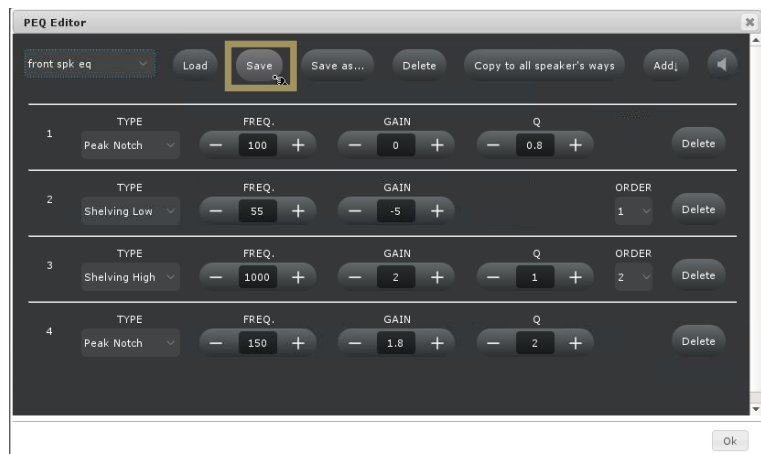 PEQ Editor
front spk eq Load Save Save as... Delete Copy to all speaker's ways Add↓
TYPE FREQ. GAIN Q
1 Peak Notch — 100 + — 0 + — 0.8 + Delete
TYPE FREQ. GAIN ORDER
2 Shelving Low — 55 + — -5 + 1 Delete
TYPE FREQ. GAIN Q ORDER
3 Shelving High — 1000 + — 2 + — 1 + 2 Delete
TYPE FREQ. GAIN Q
4 Peak Notch — 150 + — 1.8 + — 2 + Delete
Ok